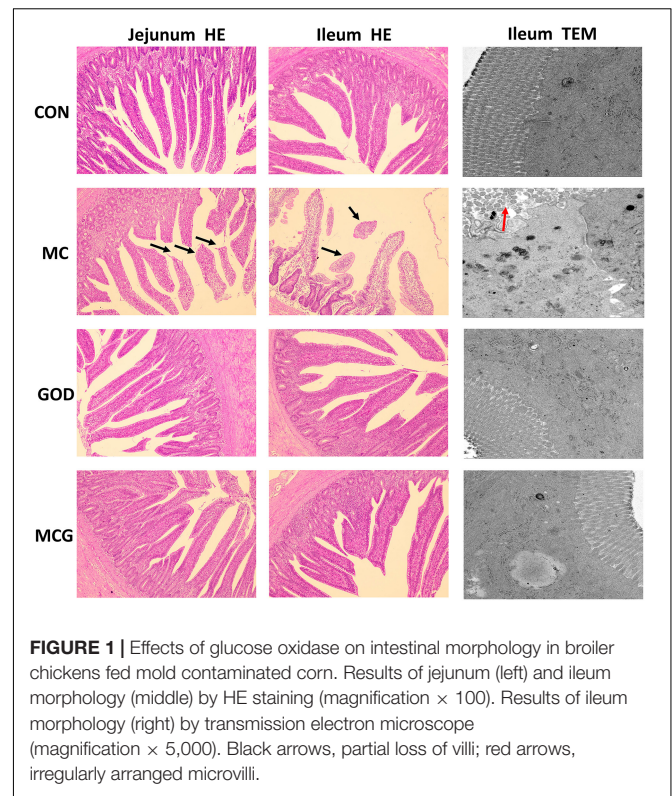 Jejunum HE Ileum HE Ileum TEM
CON
MC
GOD
MCG
FIGURE 1 | Effects of glucose oxidase on intestinal morphology in broiler
chickens fed mold contaminated corn. Results of jejunum (left) and ileum
morphology (middle) by HE staining (magnification × 100). Results of ileum
morphology (right) by transmission electron microscope
(magnification × 5,000). Black arrows, partial loss of villi; red arrows,
irregularly arranged microvilli.